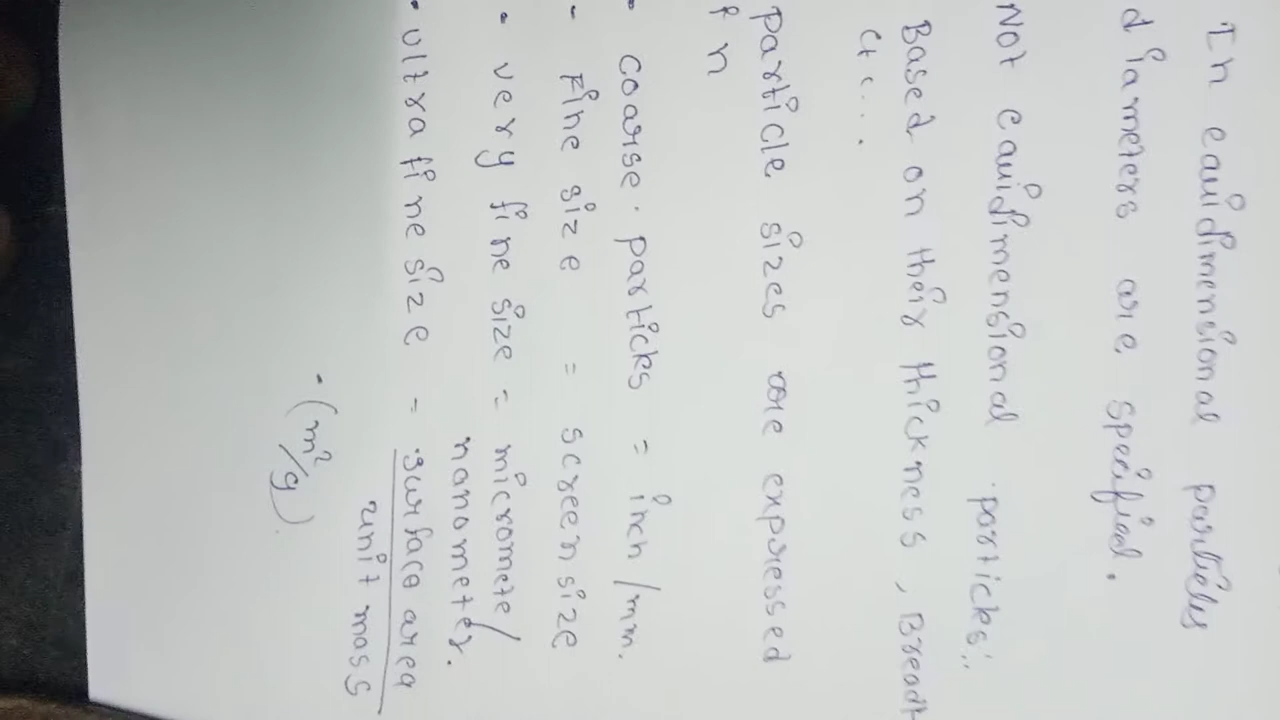 In equidimensional particles
diameters are specified.
Not equidimensional particles:
Based on their thickness, Breadt
etc...
particle sizes are expressed
in
• coarse particles = inch/mm.
- Fine size = screen size
• very fine size = micromete/
nanometer.
• ultra fine size = surface area
unit mass
• (m²/g)